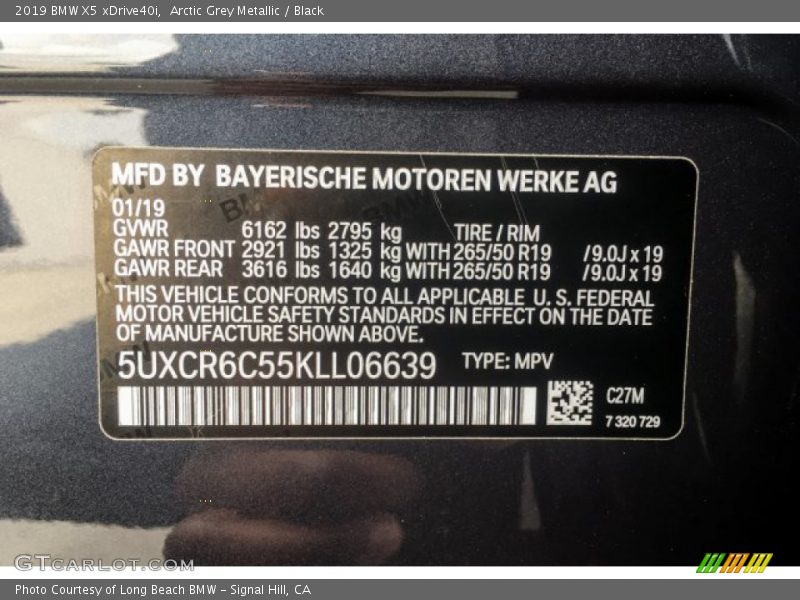 2019 BMW X5 xDrive40i, Arctic Grey Metallic / Black
MFD BY BAYERISCHE MOTOREN WERKE AG
01/19
GVWR 6162 lbs 2795 kg TIRE / RIM
GAWR FRONT 2921 lbs 1325 kg WITH 265/50 R19 /9.0J x 19
GAWR REAR 3616 lbs 1640 kg WITH 265/50 R19 /9.0J x 19
THIS VEHICLE CONFORMS TO ALL APPLICABLE U. S. FEDERAL
MOTOR VEHICLE SAFETY STANDARDS IN EFFECT ON THE DATE
OF MANUFACTURE SHOWN ABOVE.
5UXCR6C55KLL06639 TYPE: MPV
C27M
7 320 729
GTCARLOT.COM
Photo Courtesy of Long Beach BMW - Signal Hill, CA